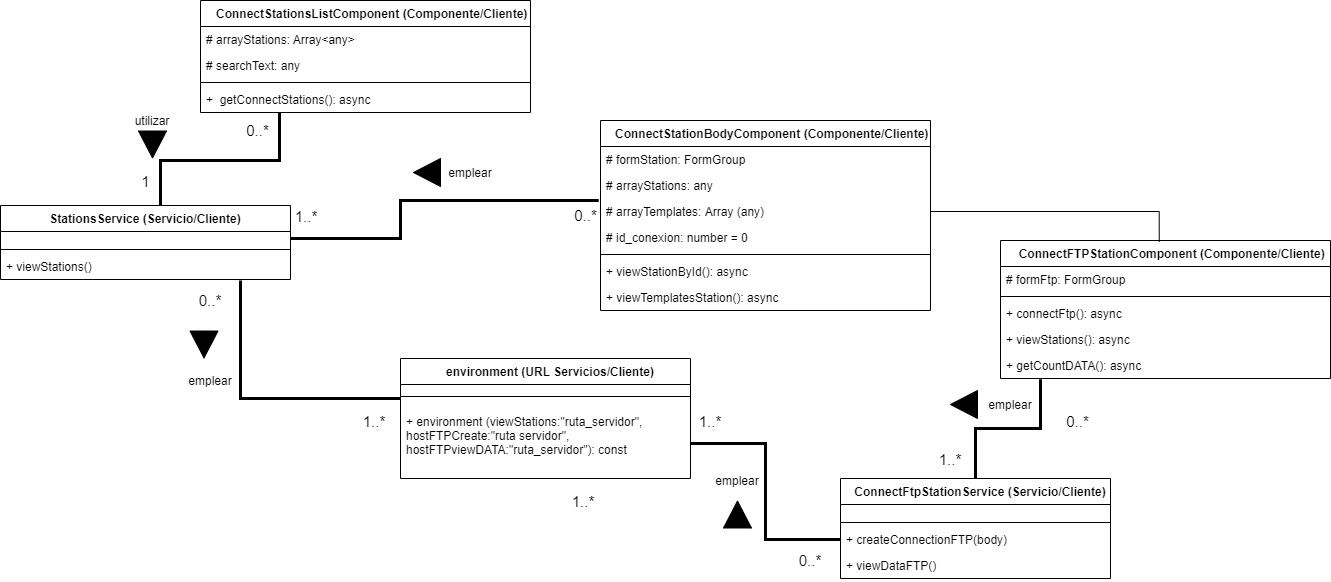 ConnectStationsListComponent (Componente/Cliente)
# arrayStations: Array<any>
# searchText: any
+ getConnectStations(): async
utilizar
0..*
1
StationsService (Servicio/Cliente)
+ viewStations()
1..*
emplear
0..*
ConnectStationBodyComponent (Componente/Cliente)
# formStation: FormGroup
# arrayStations: any
# arrayTemplates: Array (any)
# id_conexion: number = 0
+ viewStationById(): async
+ viewTemplatesStation(): async
ConnectFTPStationComponent (Componente/Cliente)
# formFtp: FormGroup
+ connectFtp(): async
+ viewStations(): async
+ getCountDATA(): async
0..*
emplear
1..*
environment (URL Servicios/Cliente)
+ environment (viewStations:"ruta_servidor",
hostFTPCreate:"ruta servidor",
hostFTPviewDATA:"ruta_servidor"): const
1..*
1..*
emplear
0..*
emplear
0..*
1..*
ConnectFtpStationService (Servicio/Cliente)
+ createConnectionFTP(body)
+ viewDataFTP()